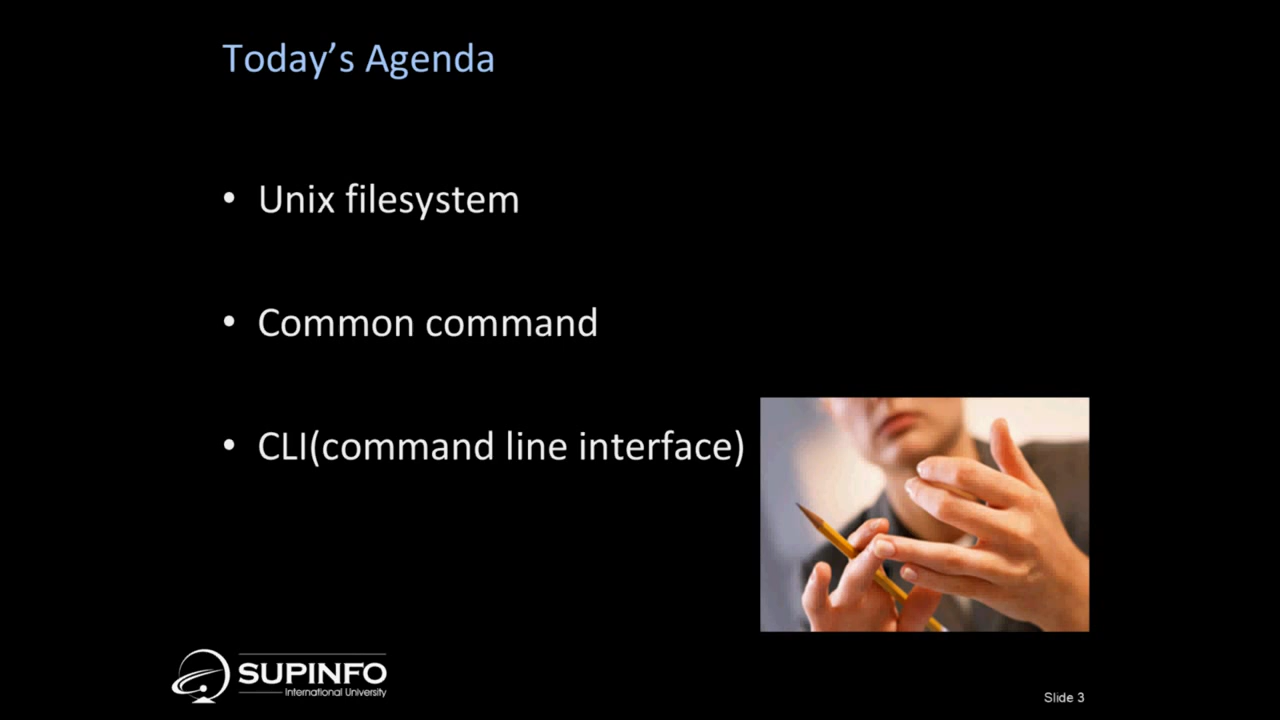 Today’s Agenda
• Unix filesystem
• Common command
• CLI(command line interface)
SUPINFO
International University
Slide 3